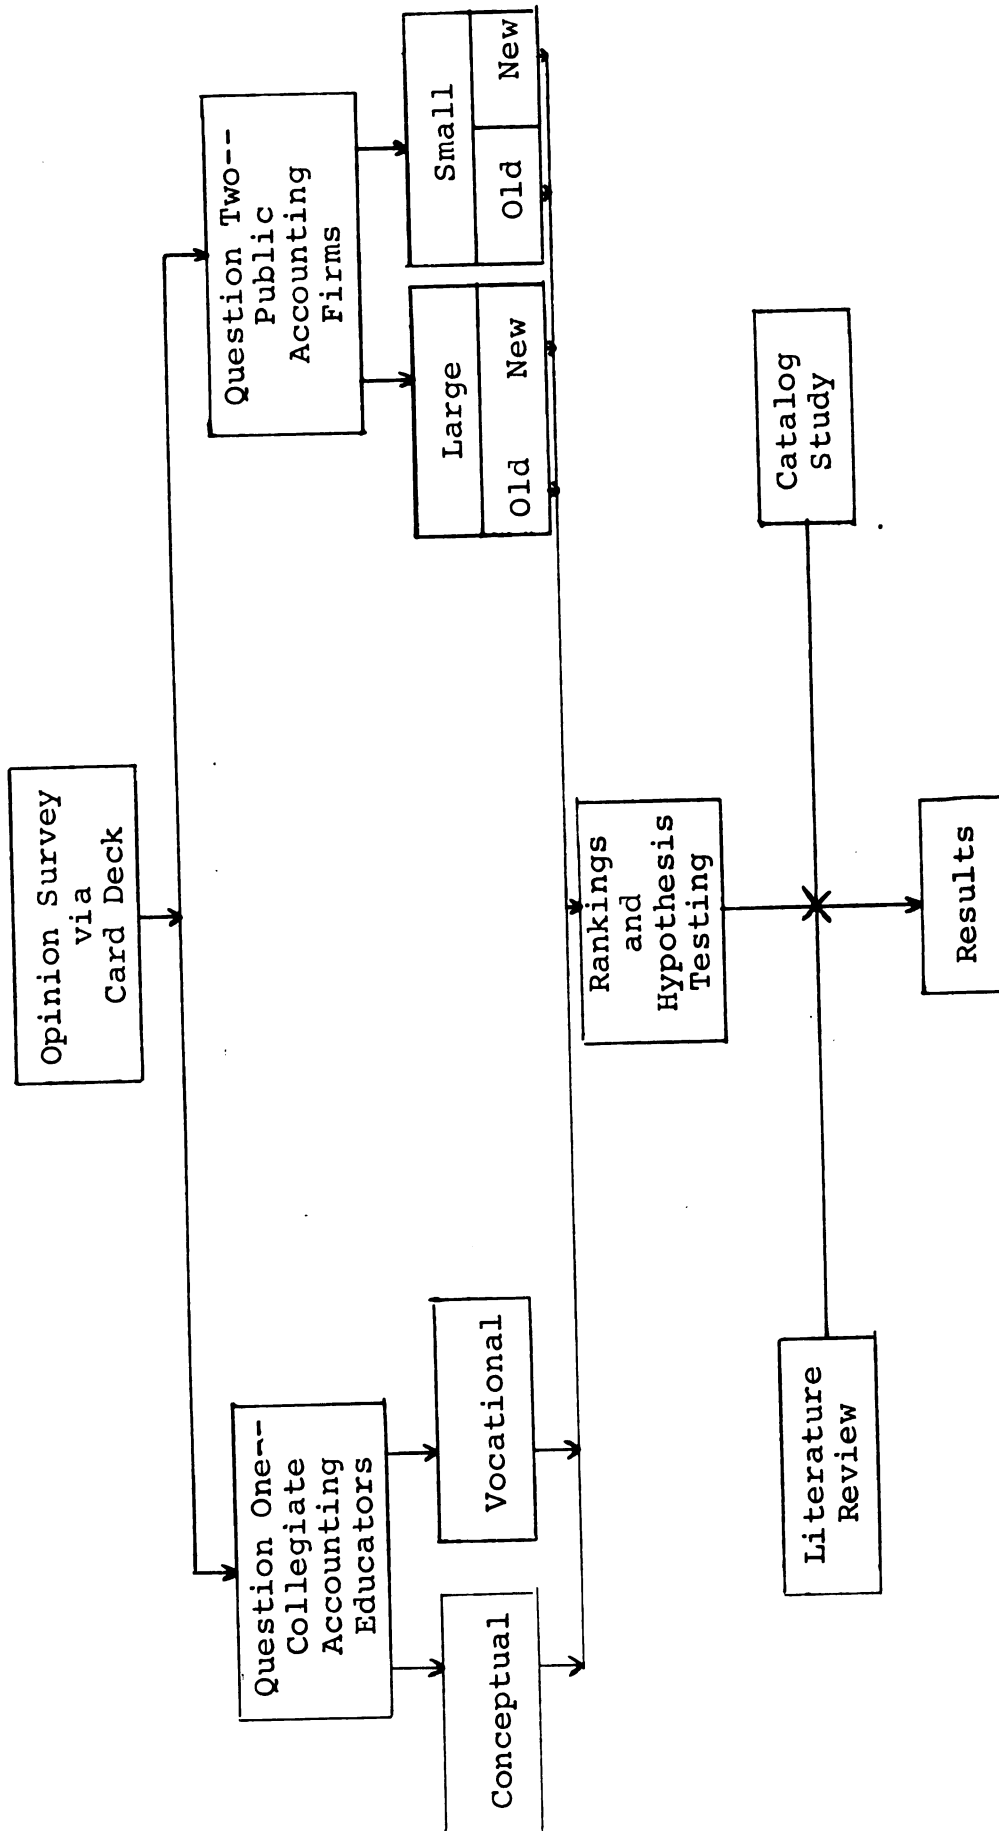 Opinion Survey
via
Card Deck
Question One--
Collegiate
Accounting
Educators
Question Two--
Public
Accounting
Firms
Conceptual
Vocational
Large
Old New
Small
Old New
Rankings
and
Hypothesis
Testing
Literature
Review
Catalog
Study
Results